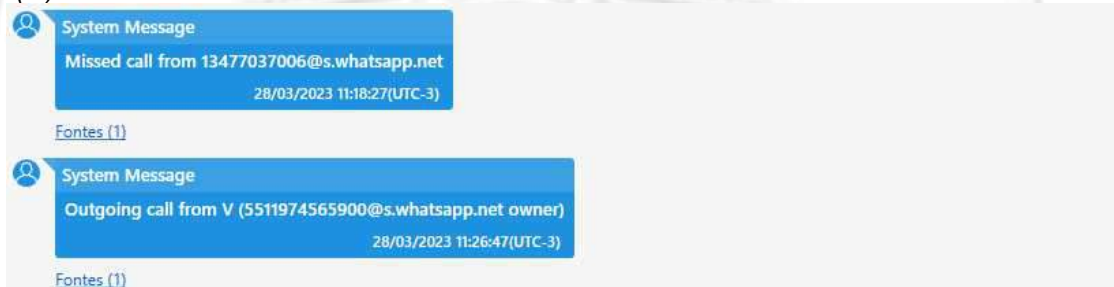 System Message
Missed call from 13477037006@s.whatsapp.net
28/03/2023 11:18:27(UTC-3)
Fontes (1)
System Message
Outgoing call from V (5511974565900@s.whatsapp.net owner)
28/03/2023 11:26:47(UTC-3)
Fontes (1)